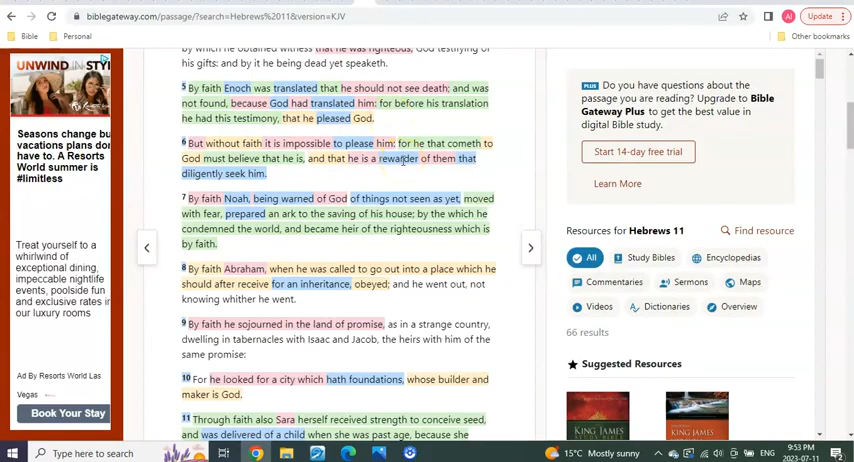 biblegateway.com/passage/?search=Hebrews%2011&version=KJV
AI
Update
Bible
Personal
Other bookmarks
by which he obtained witness that he was righteous, God testifying of
his gifts: and by it he being dead yet speaketh.
5 By faith Enoch was translated that he should not see death; and was
not found, because God had translated him: for before his translation
he had this testimony, that he pleased God.
6 But without faith it is impossible to please him: for he that cometh to
God must believe that he is, and that he is a rewarder of them that
diligently seek him.
7 By faith Noah, being warned of God of things not seen as yet, moved
with fear, prepared an ark to the saving of his house; by the which he
condemned the world, and became heir of the righteousness which is
by faith.
8 By faith Abraham, when he was called to go out into a place which he
should after receive for an inheritance, obeyed; and he went out, not
knowing whither he went.
9 By faith he sojourned in the land of promise, as in a strange country,
dwelling in tabernacles with Isaac and Jacob, the heirs with him of the
same promise:
10 For he looked for a city which hath foundations, whose builder and
maker is God.
11 Through faith also Sara herself received strength to conceive seed,
and was delivered of a child when she was past age, because she
UNWIND IN STY
Seasons change bu
vacations plans don
have to. A Resorts
World summer is
#limitless
Treat yourself to a
whirlwind of
exceptional dining,
impeccable nightlife
events, poolside fun
and exclusive rates in
our luxury rooms
Ad By Resorts World Las
Vegas
Book Your Stay
PLUS Do you have questions about the
passage you are reading? Upgrade to Bible
Gateway Plus to get the best value in
digital Bible study.
Start 14-day free trial
Learn More
Resources for Hebrews 11
Find resource
All
Study Bibles
Encyclopedias
Commentaries
Sermons
Maps
Videos
Dictionaries
Overview
66 results
Suggested Resources
KING JAMES
KING JAMES
Type here to search
15°C Mostly sunny
ENG
9:53 PM
2023-07-11
2